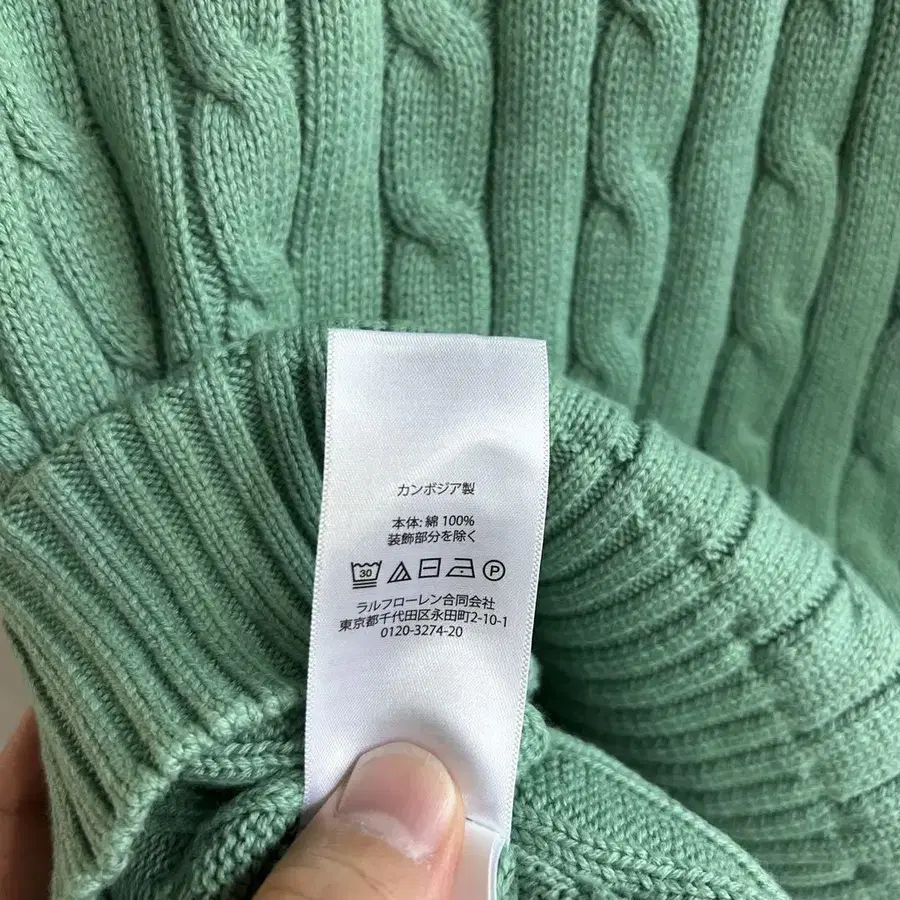 カンボジア製
本体: 綿 100%
装飾部分を除く
30 P
ラルフローレン合同会社
東京都千代田区永田町2-10-1
0120-3274-20